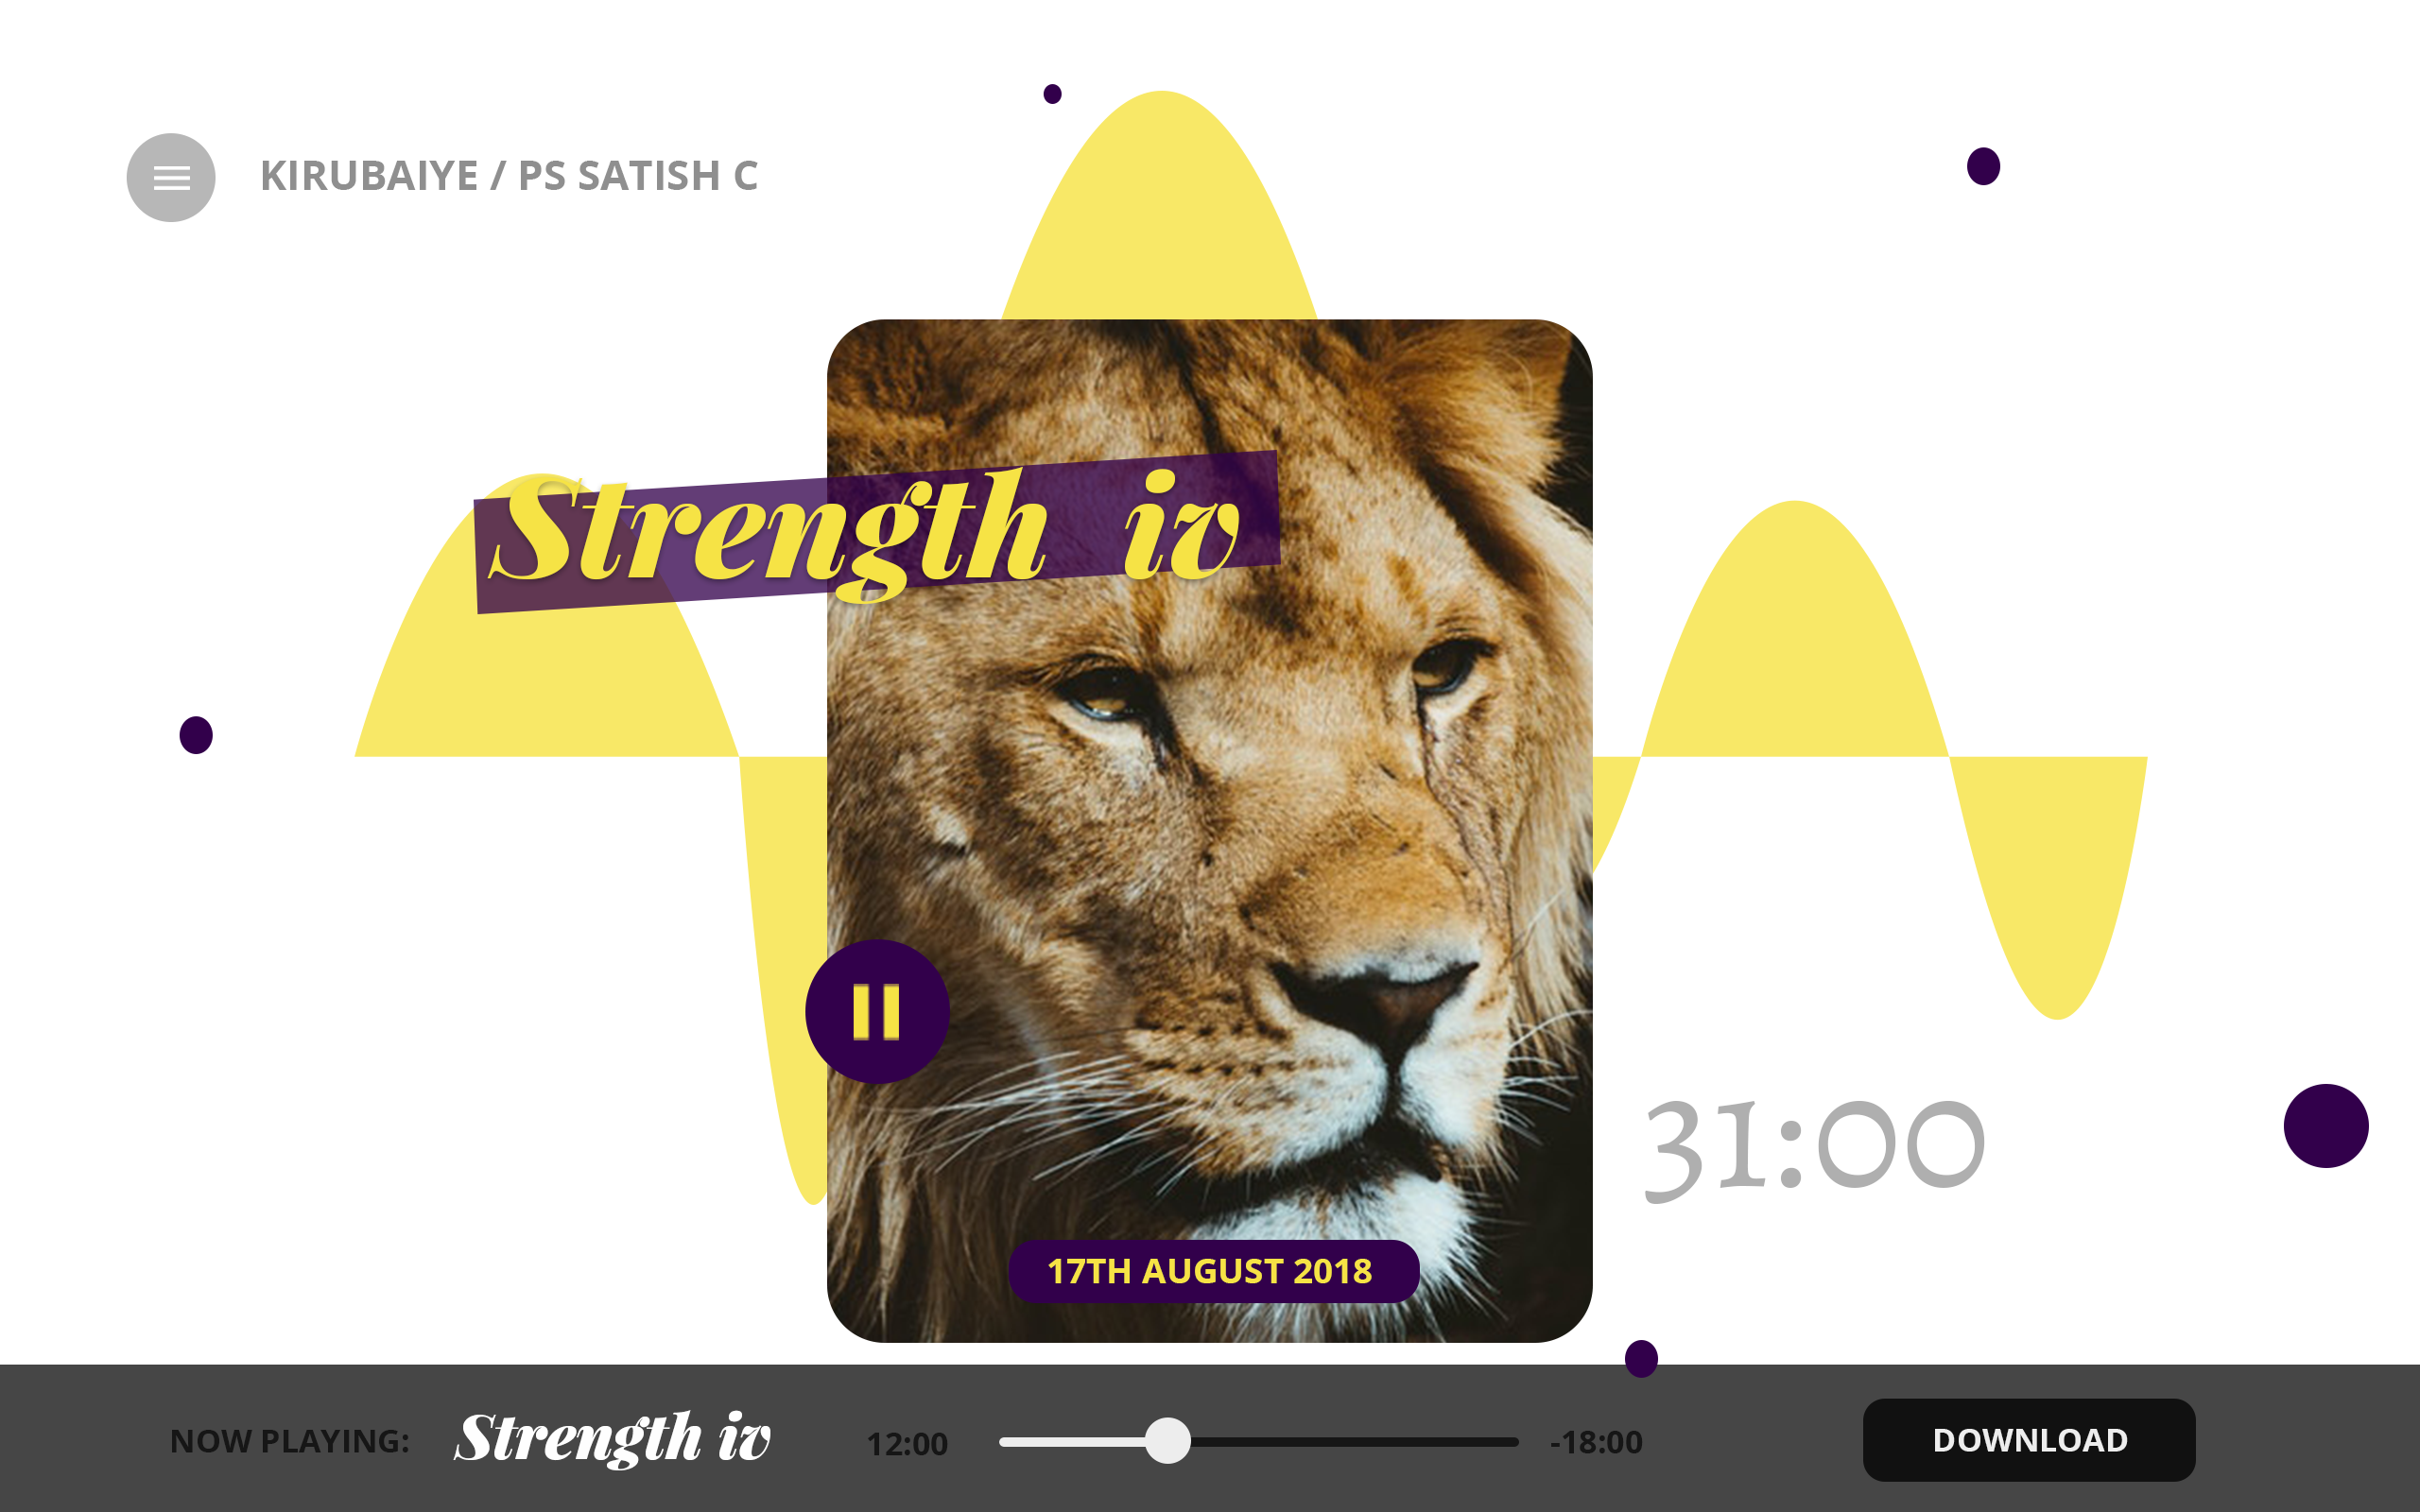 KIRUBAIYE / PS SATISH C
Strength iv
31:00
17TH AUGUST 2018
NOW PLAYING: Strength iv 12:00 -18:00 DOWNLOAD